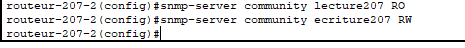 routeur-207-2(config)#snmp-server community lecture207 RO
routeur-207-2(config)#snmp-server community ecriture207 RW
routeur-207-2(config)#